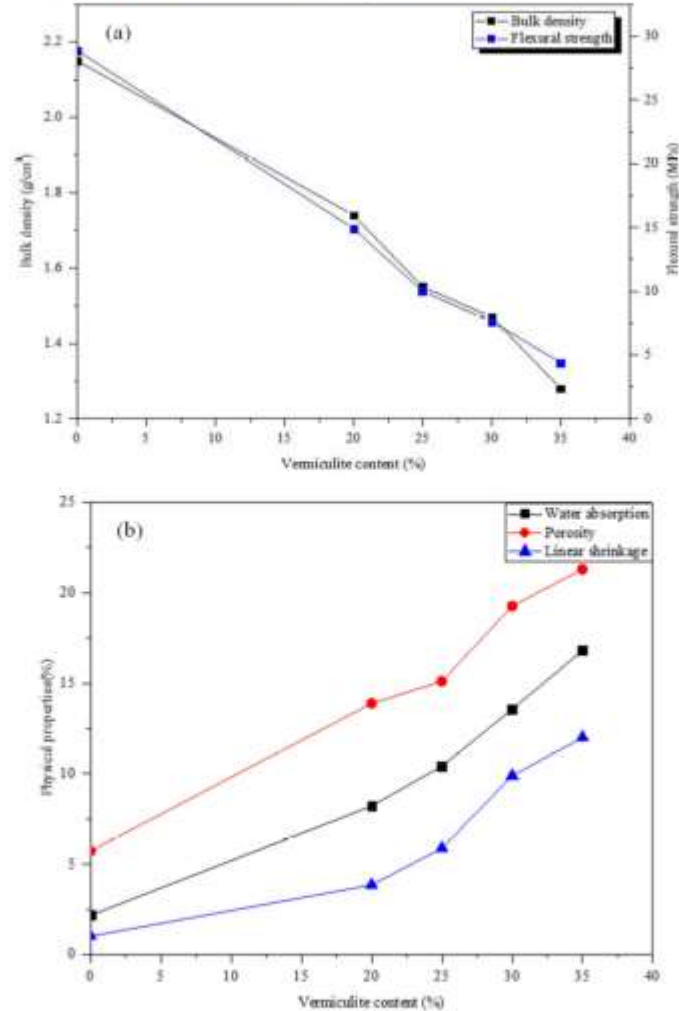 (a)
Bulk density
Flexural strength
2.2
2.0
1.8
1.6
1.4
1.2
Bulk density (g/cm³)
30
25
20
15
10
5
0
Flexural strength (MPa)
0 5 10 15 20 25 30 35 40
Vermiculite content (%)
(b)
Water absorption
Porosity
Linear shrinkage
25
20
15
10
5
0
Physical properties(%)
0 5 10 15 20 25 30 35 40
Vermiculite content (%)